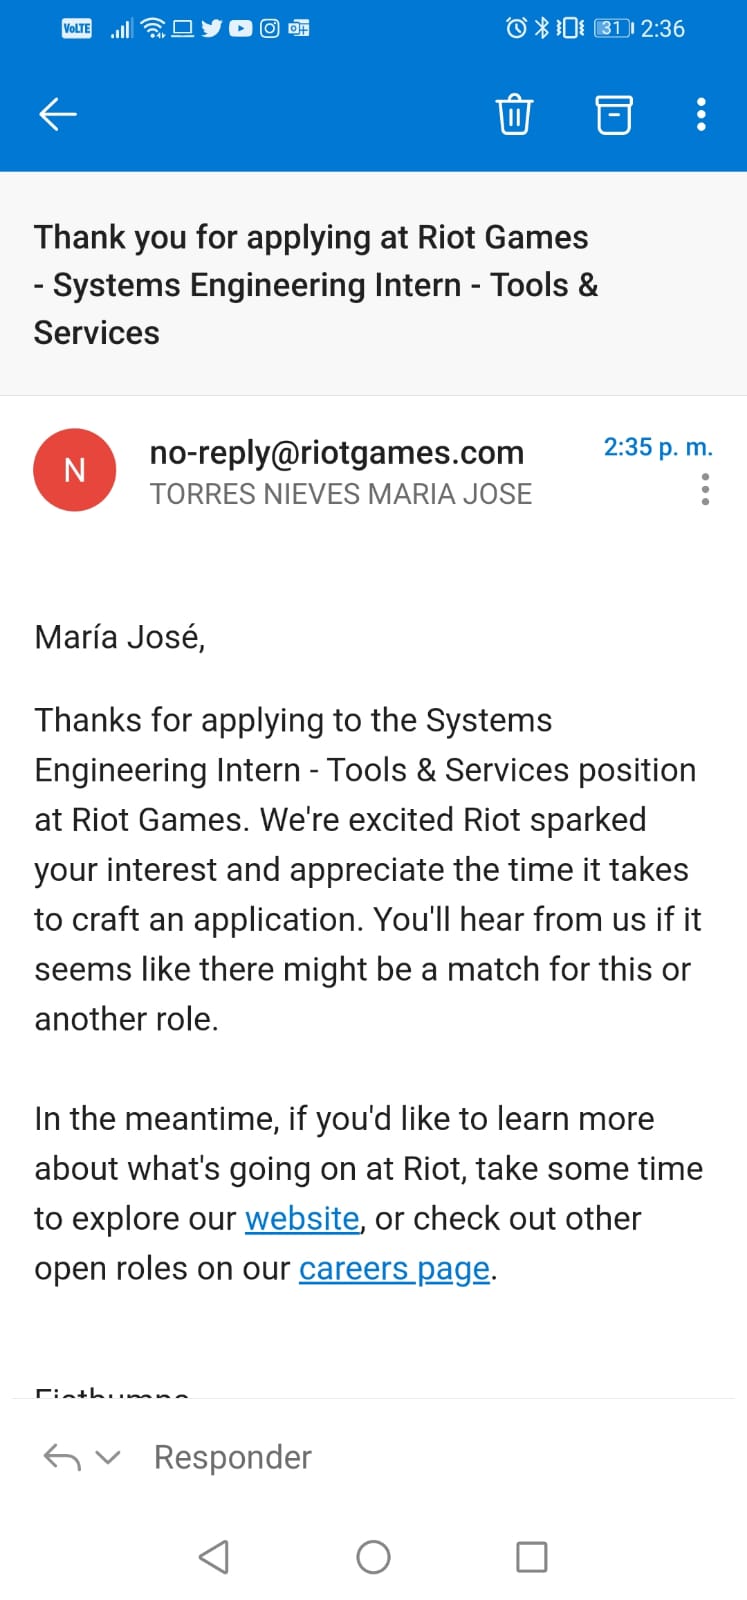 VoLTE
31 2:36
Thank you for applying at Riot Games
- Systems Engineering Intern - Tools &
Services
N
no-reply@riotgames.com
2:35 p. m.
TORRES NIEVES MARIA JOSE
María José,
Thanks for applying to the Systems
Engineering Intern - Tools & Services position
at Riot Games. We're excited Riot sparked
your interest and appreciate the time it takes
to craft an application. You'll hear from us if it
seems like there might be a match for this or
another role.
In the meantime, if you'd like to learn more
about what's going on at Riot, take some time
to explore our website, or check out other
open roles on our careers page.
Responder